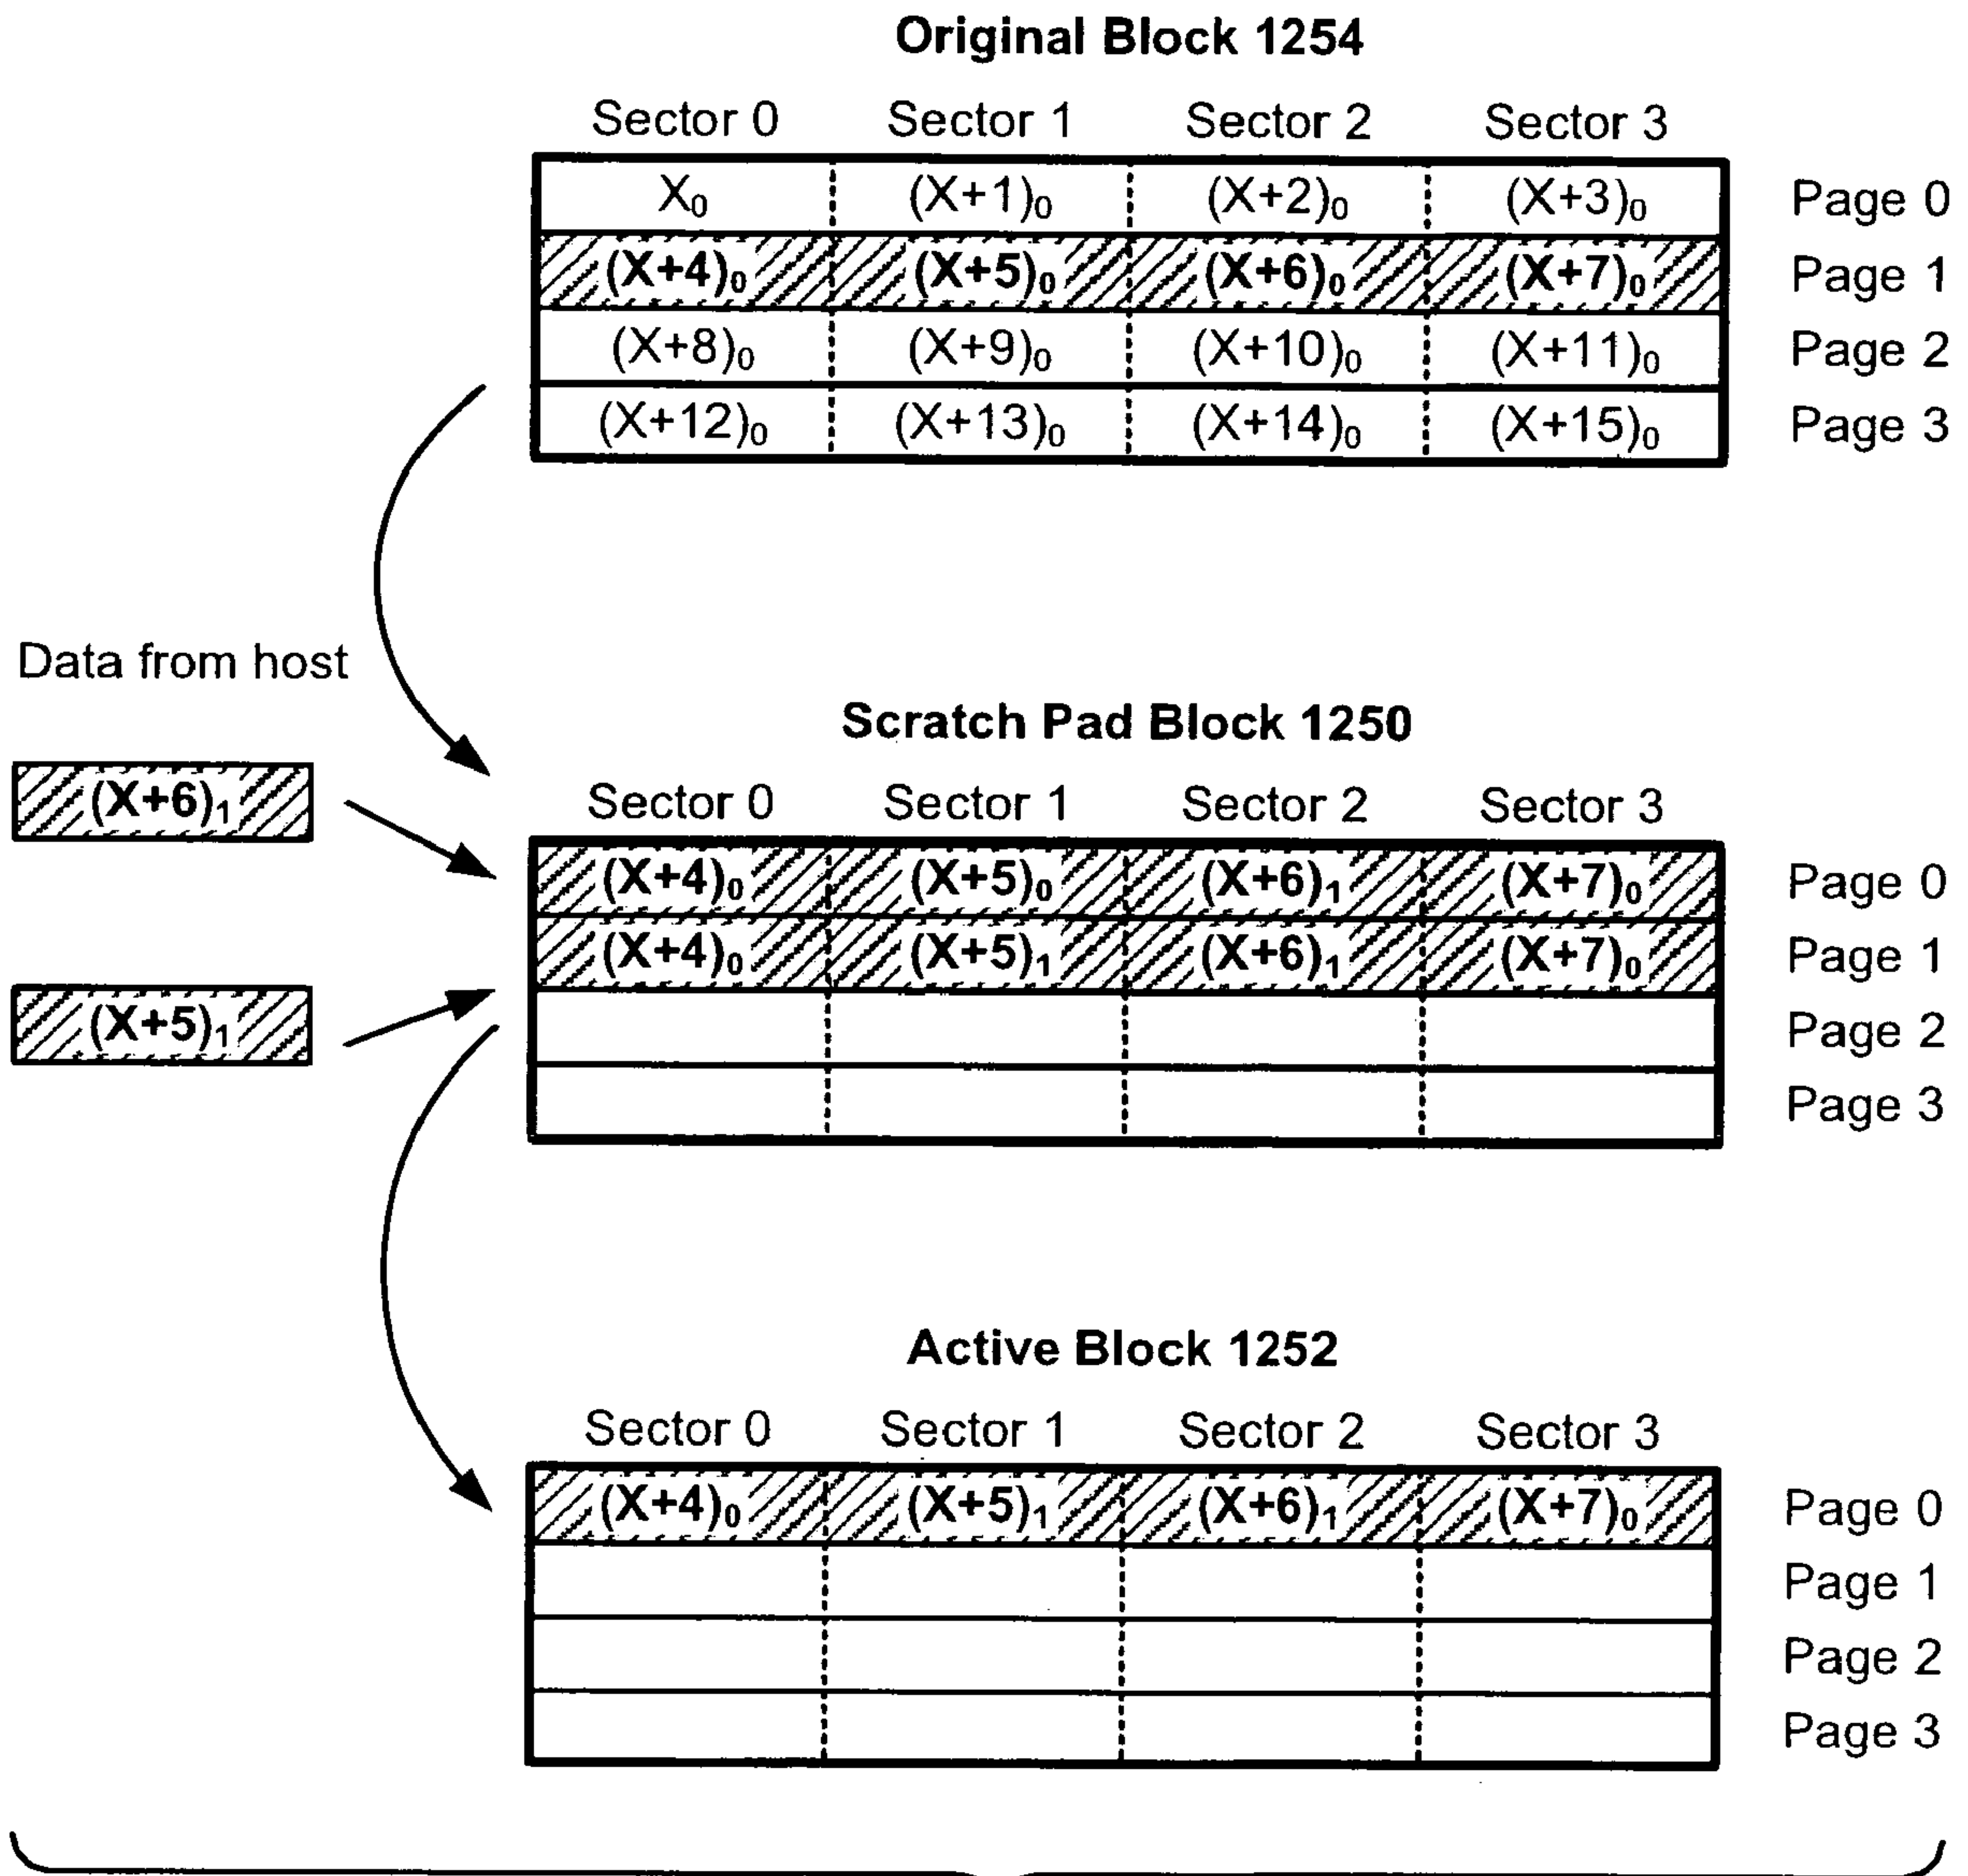 Original Block 1254
Sector 0 Sector 1 Sector 2 Sector 3
X₀ (X+1)₀ (X+2)₀ (X+3)₀ Page 0
(X+4)₀ (X+5)₀ (X+6)₀ (X+7)₀ Page 1
(X+8)₀ (X+9)₀ (X+10)₀ (X+11)₀ Page 2
(X+12)₀ (X+13)₀ (X+14)₀ (X+15)₀ Page 3
Data from host
(X+6)₁
(X+5)₁
Scratch Pad Block 1250
Sector 0 Sector 1 Sector 2 Sector 3
(X+4)₀ (X+5)₀ (X+6)₁ (X+7)₀ Page 0
(X+4)₀ (X+5)₁ (X+6)₁ (X+7)₀ Page 1
Page 2
Page 3
Active Block 1252
Sector 0 Sector 1 Sector 2 Sector 3
(X+4)₀ (X+5)₁ (X+6)₁ (X+7)₀ Page 0
Page 1
Page 2
Page 3